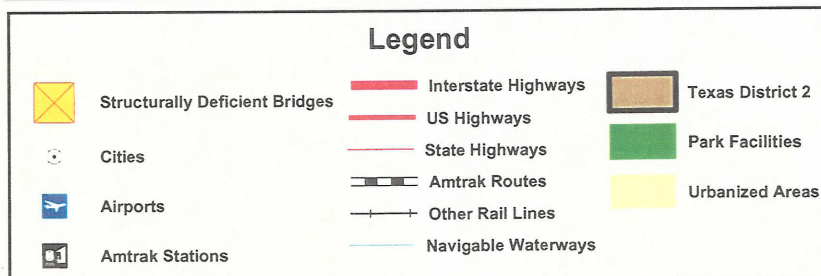 Legend
Structurally Deficient Bridges
Cities
Airports
Amtrak Stations
Interstate Highways
US Highways
State Highways
Amtrak Routes
Other Rail Lines
Navigable Waterways
Texas District 2
Park Facilities
Urbanized Areas